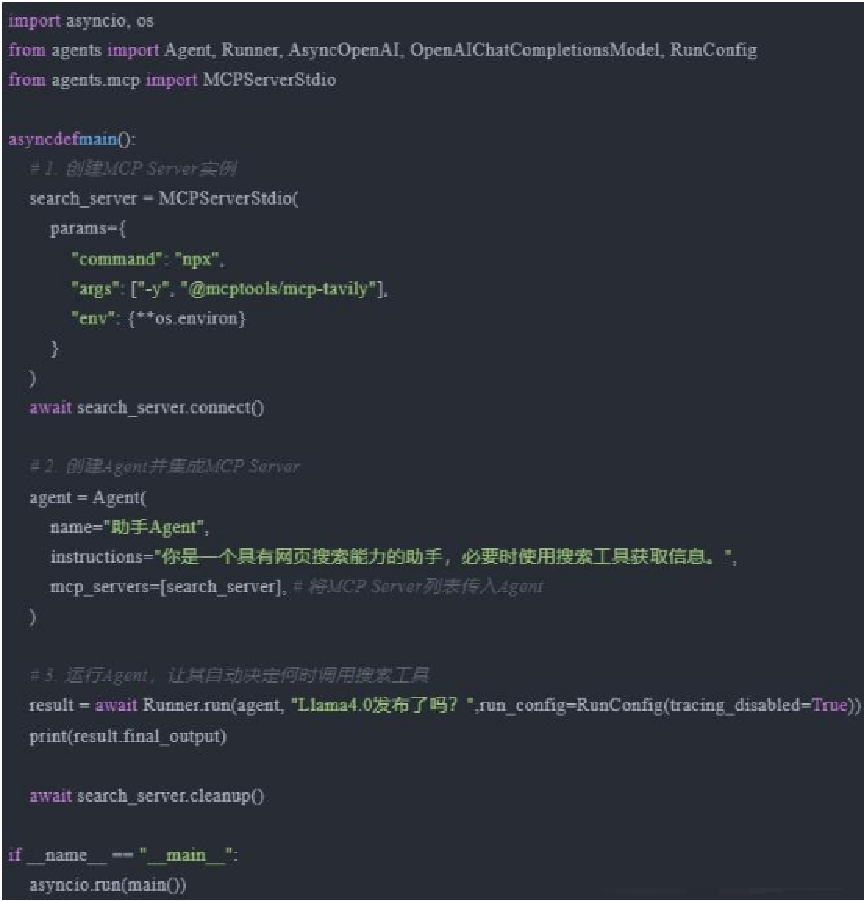 import asyncio, os
from agents import Agent, Runner, AsyncOpenAI, OpenAIChatCompletionsModel, RunConfig
from agents.mcp import MCPServerStdio
asyncdefmain():
# 1. 创建MCP Server实例
search_server = MCPServerStdio(
params={
"command": "npx",
"args": ["-y", "@mcptools/mcp-tavily"],
"env": {**os.environ}
}
)
await search_server.connect()
# 2. 创建Agent并集成MCP Server
agent = Agent(
name="助手Agent",
instructions="你是一个具有网页搜索能力的助手，必要时使用搜索工具获取信息。",
mcp_servers=[search_server], # 将MCP Server列表传入Agent
)
# 3. 运行Agent，让其自动决定何时调用搜索工具
result = await Runner.run(agent, "Llama4.0发布了吗？",run_config=RunConfig(tracing_disabled=True))
print(result.final_output)
await search_server.cleanup()
if __name__ == "__main__":
asyncio.run(main())